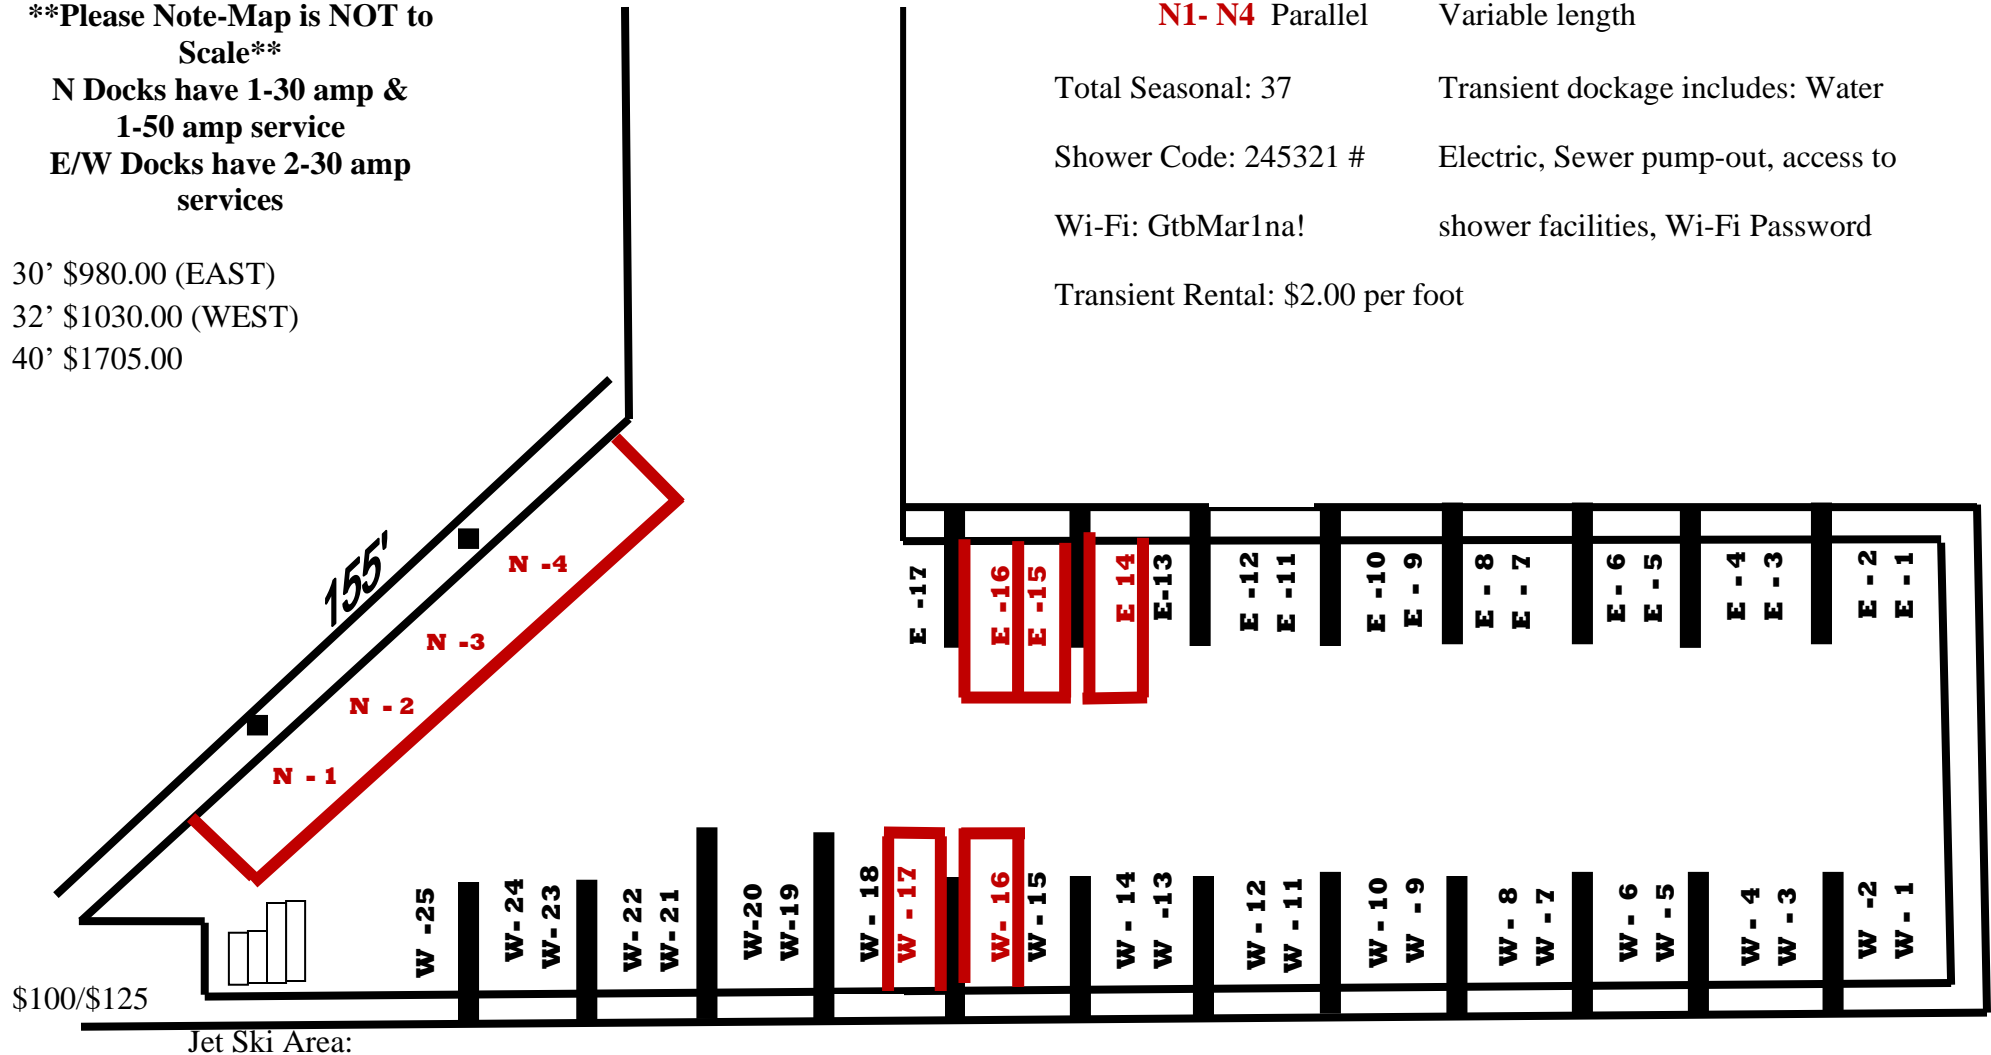 **Please Note-Map is NOT to
Scale**
N Docks have 1-30 amp &
1-50 amp service
E/W Docks have 2-30 amp
services
30’ $980.00 (EAST)
32’ $1030.00 (WEST)
40’ $1705.00
N1- N4 Parallel Variable length
Total Seasonal: 37 Transient dockage includes: Water
Shower Code: 245321 # Electric, Sewer pump-out, access to
Wi-Fi: GtbMar1na! shower facilities, Wi-Fi Password
Transient Rental: $2.00 per foot
155'
N -4
N -3
N - 2
N - 1
E -17
E -16
E -15
E 14
E-13
E -12
E -11
E -10
E - 9
E - 8
E - 7
E - 6
E - 5
E - 4
E - 3
E - 2
E - 1
W -25
W- 24
W- 23
W- 22
W- 21
W-20
W-19
W- 18
W - 17
W- 16
W-15
W - 14
W -13
W - 12
W - 11
W -10
W -9
W - 8
W - 7
W - 6
W - 5
W - 4
W - 3
W -2
W- 1
$100/$125
Jet Ski Area: